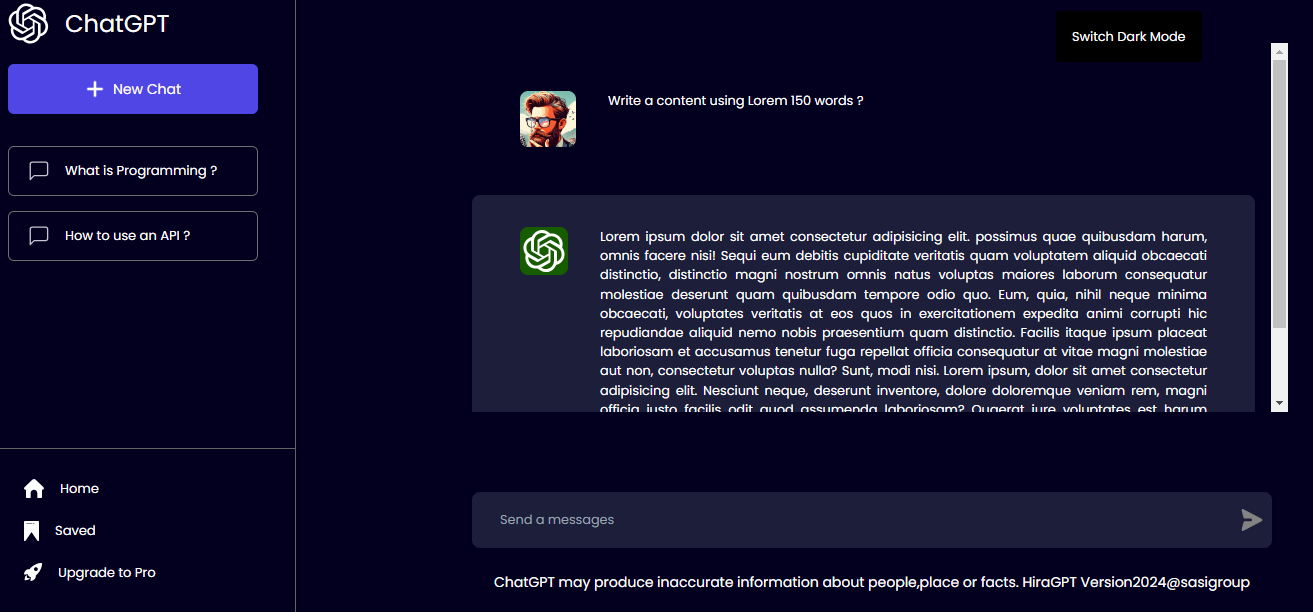 ChatGPT
New Chat
What is Programming ?
How to use an API ?
Home
Saved
Upgrade to Pro
Switch Dark Mode
Write a content using Lorem 150 words ?
Lorem ipsum dolor sit amet consectetur adipisicing elit. possimus quae quibusdam harum,
omnis facere nisi! Sequi eum debitis cupiditate veritatis quam voluptatem aliquid obcaecati
distinctio, distinctio magni nostrum omnis natus voluptas maiores laborum consequatur
molestiae deserunt quam quibusdam tempore odio quo. Eum, quia, nihil neque minima
obcaecati, voluptates veritatis at eos quos in exercitationem expedita animi corrupti hic
repudiandae aliquid nemo nobis praesentium quam distinctio. Facilis itaque ipsum placeat
laboriosam et accusamus tenetur fuga repellat officia consequatur at vitae magni molestiae
aut non, consectetur voluptas nulla? Sunt, modi nisi. Lorem ipsum, dolor sit amet consectetur
adipisicing elit. Nesciunt neque, deserunt inventore, dolore doloremque veniam rem, magni
officia iusto facilis odit quod assumenda laboriosam? Quaerat iure voluptates est harum
Send a messages
ChatGPT may produce inaccurate information about people,place or facts. HiraGPT Version2024@sasigroup